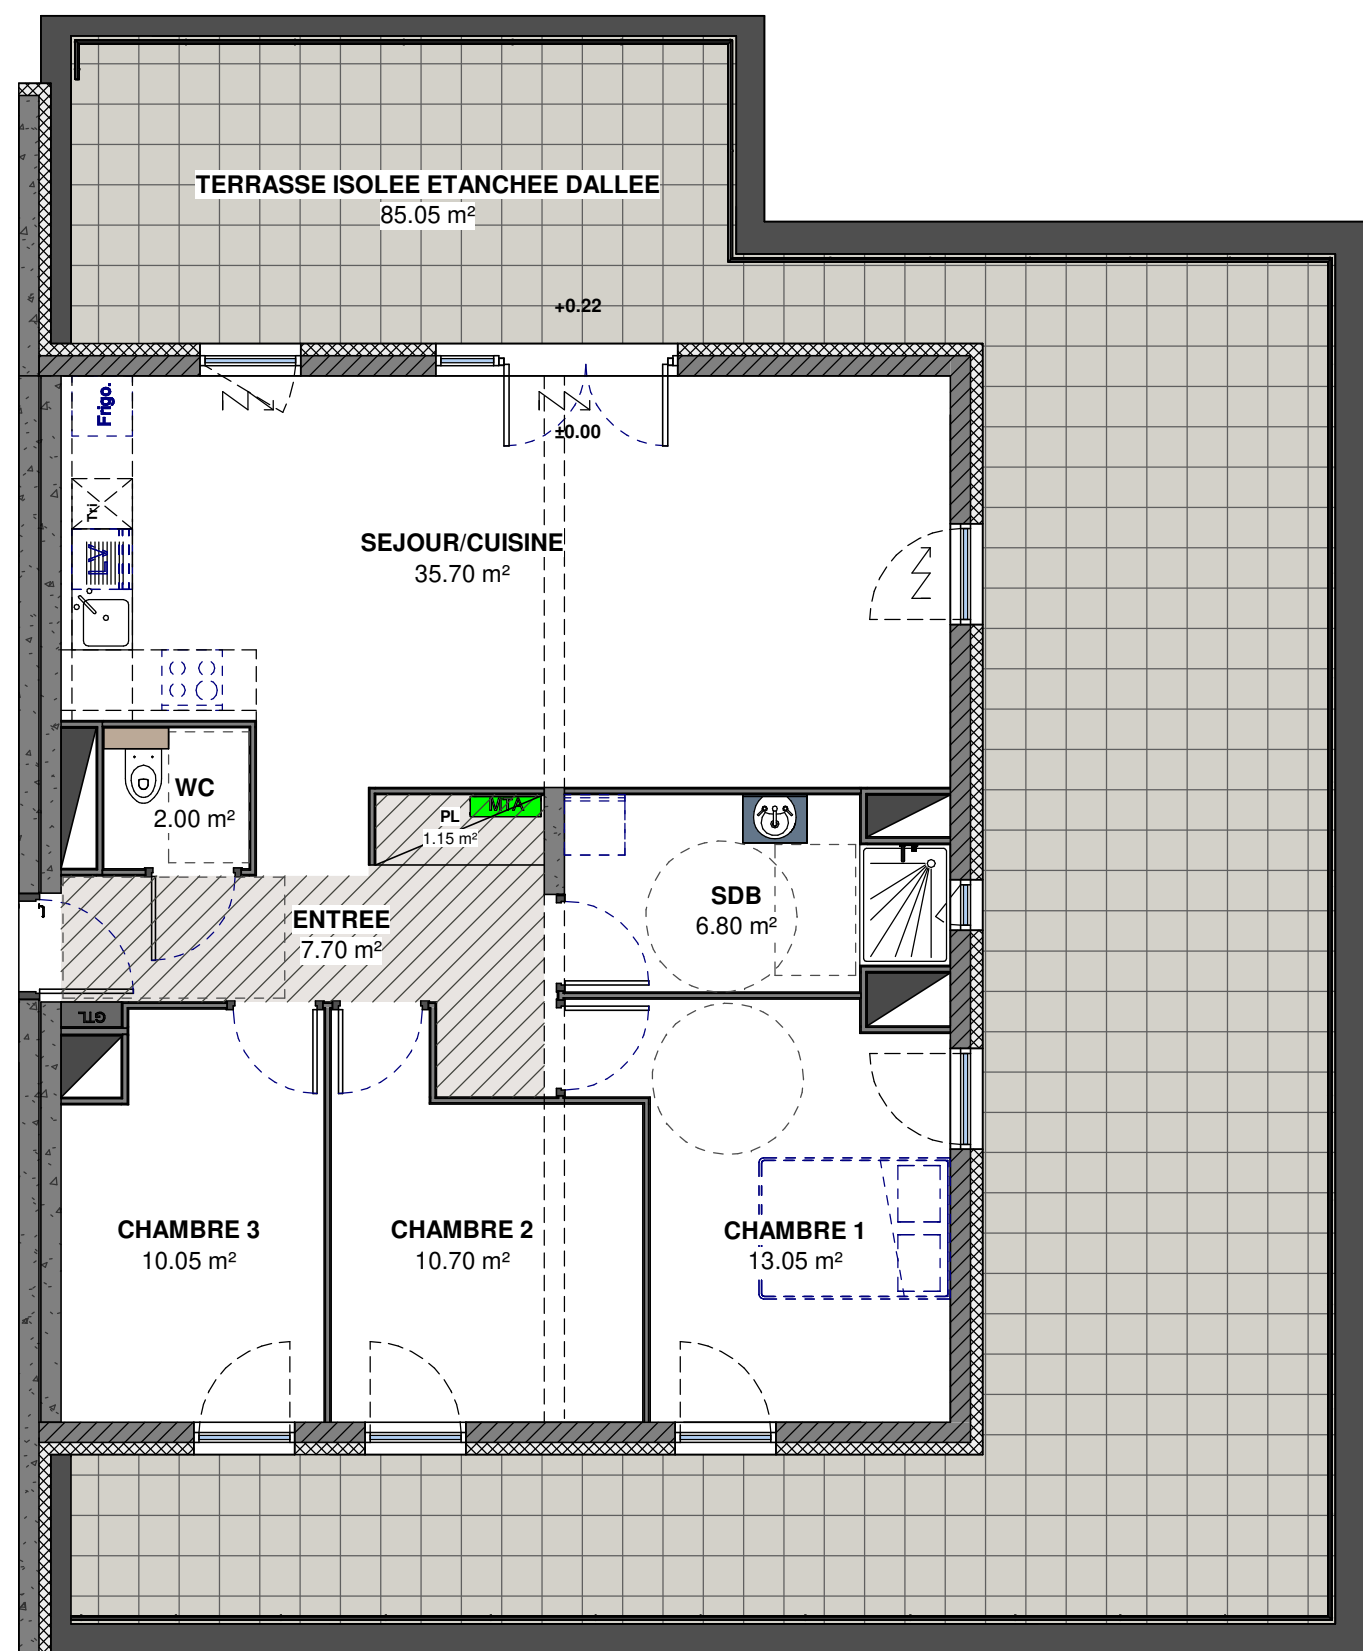 TERRASSE ISOLEE ETANCHEE DALLEE
85.05 m²
+0.22
Frigo.
±0.00
Tri
LV
SEJOUR/CUISINE
35.70 m²
WC
2.00 m²
MTA
PL
1.15 m²
SDB
6.80 m²
ENTREE
7.70 m²
GTL
CHAMBRE 3
10.05 m²
CHAMBRE 2
10.70 m²
CHAMBRE 1
13.05 m²